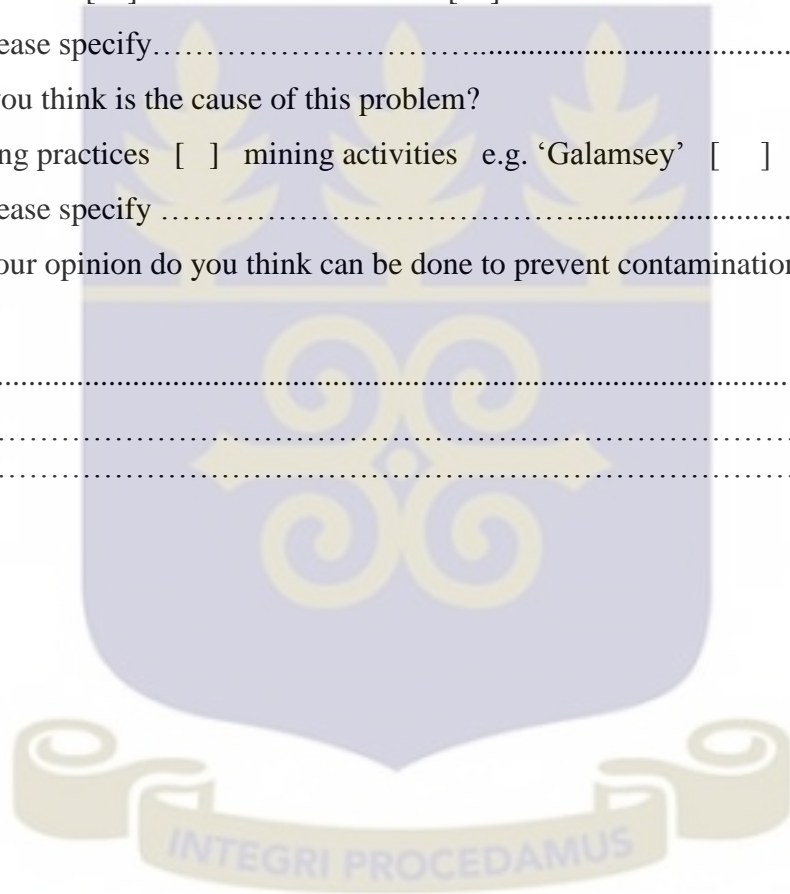 [ ] [ ]
ease specify……………………………..............................................
you think is the cause of this problem?
ng practices [ ] mining activities e.g. ‘Galamsey’ [ ]
ease specify …………………………………….............................
our opinion do you think can be done to prevent contamination
....................................................................................................
………………………………………………………………………………
………………………………………………………………………………
INTEGRI PROCEDAMUS